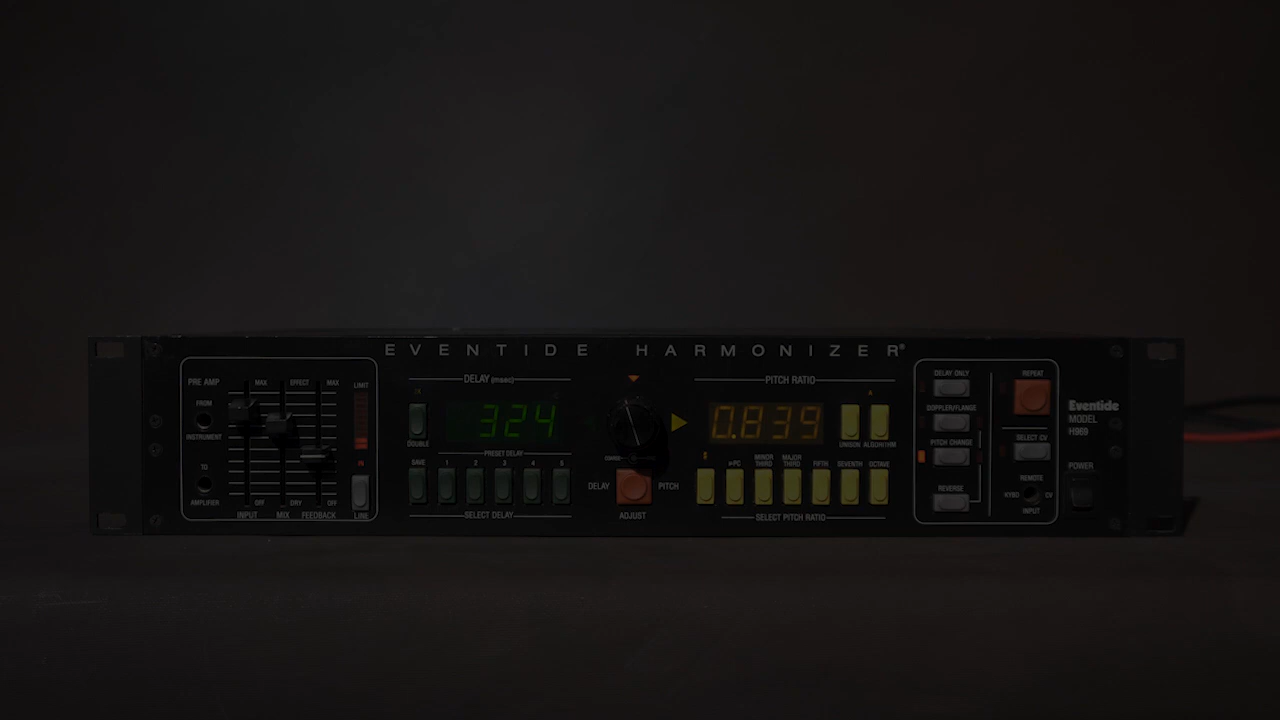 EVENTIDE HARMONIZER®
PRE AMP
FROM
INSTRUMENT
TO
AMPLIFIER
MAX EFFECT MAX
OFF DRY OFF
INPUT MIX FEEDBACK
LIMIT
LINE
DELAY (msec)
DOUBLE
324
PRESET DELAY
SAVE 1 2 3 4 5
SELECT DELAY
DELAY PITCH
ADJUST
PITCH RATIO
0.839
UNISON ALGORITHM
MINOR THIRD
MAJOR THIRD
FIFTH SEVENTH OCTAVE
SELECT PITCH RATIO
DELAY ONLY
DOPPLER/FLANGE
PITCH CHANGE
REVERSE
REPEAT
SELECT CV
REMOTE
KYBD CV
INPUT
Eventide
MODEL
H969
POWER